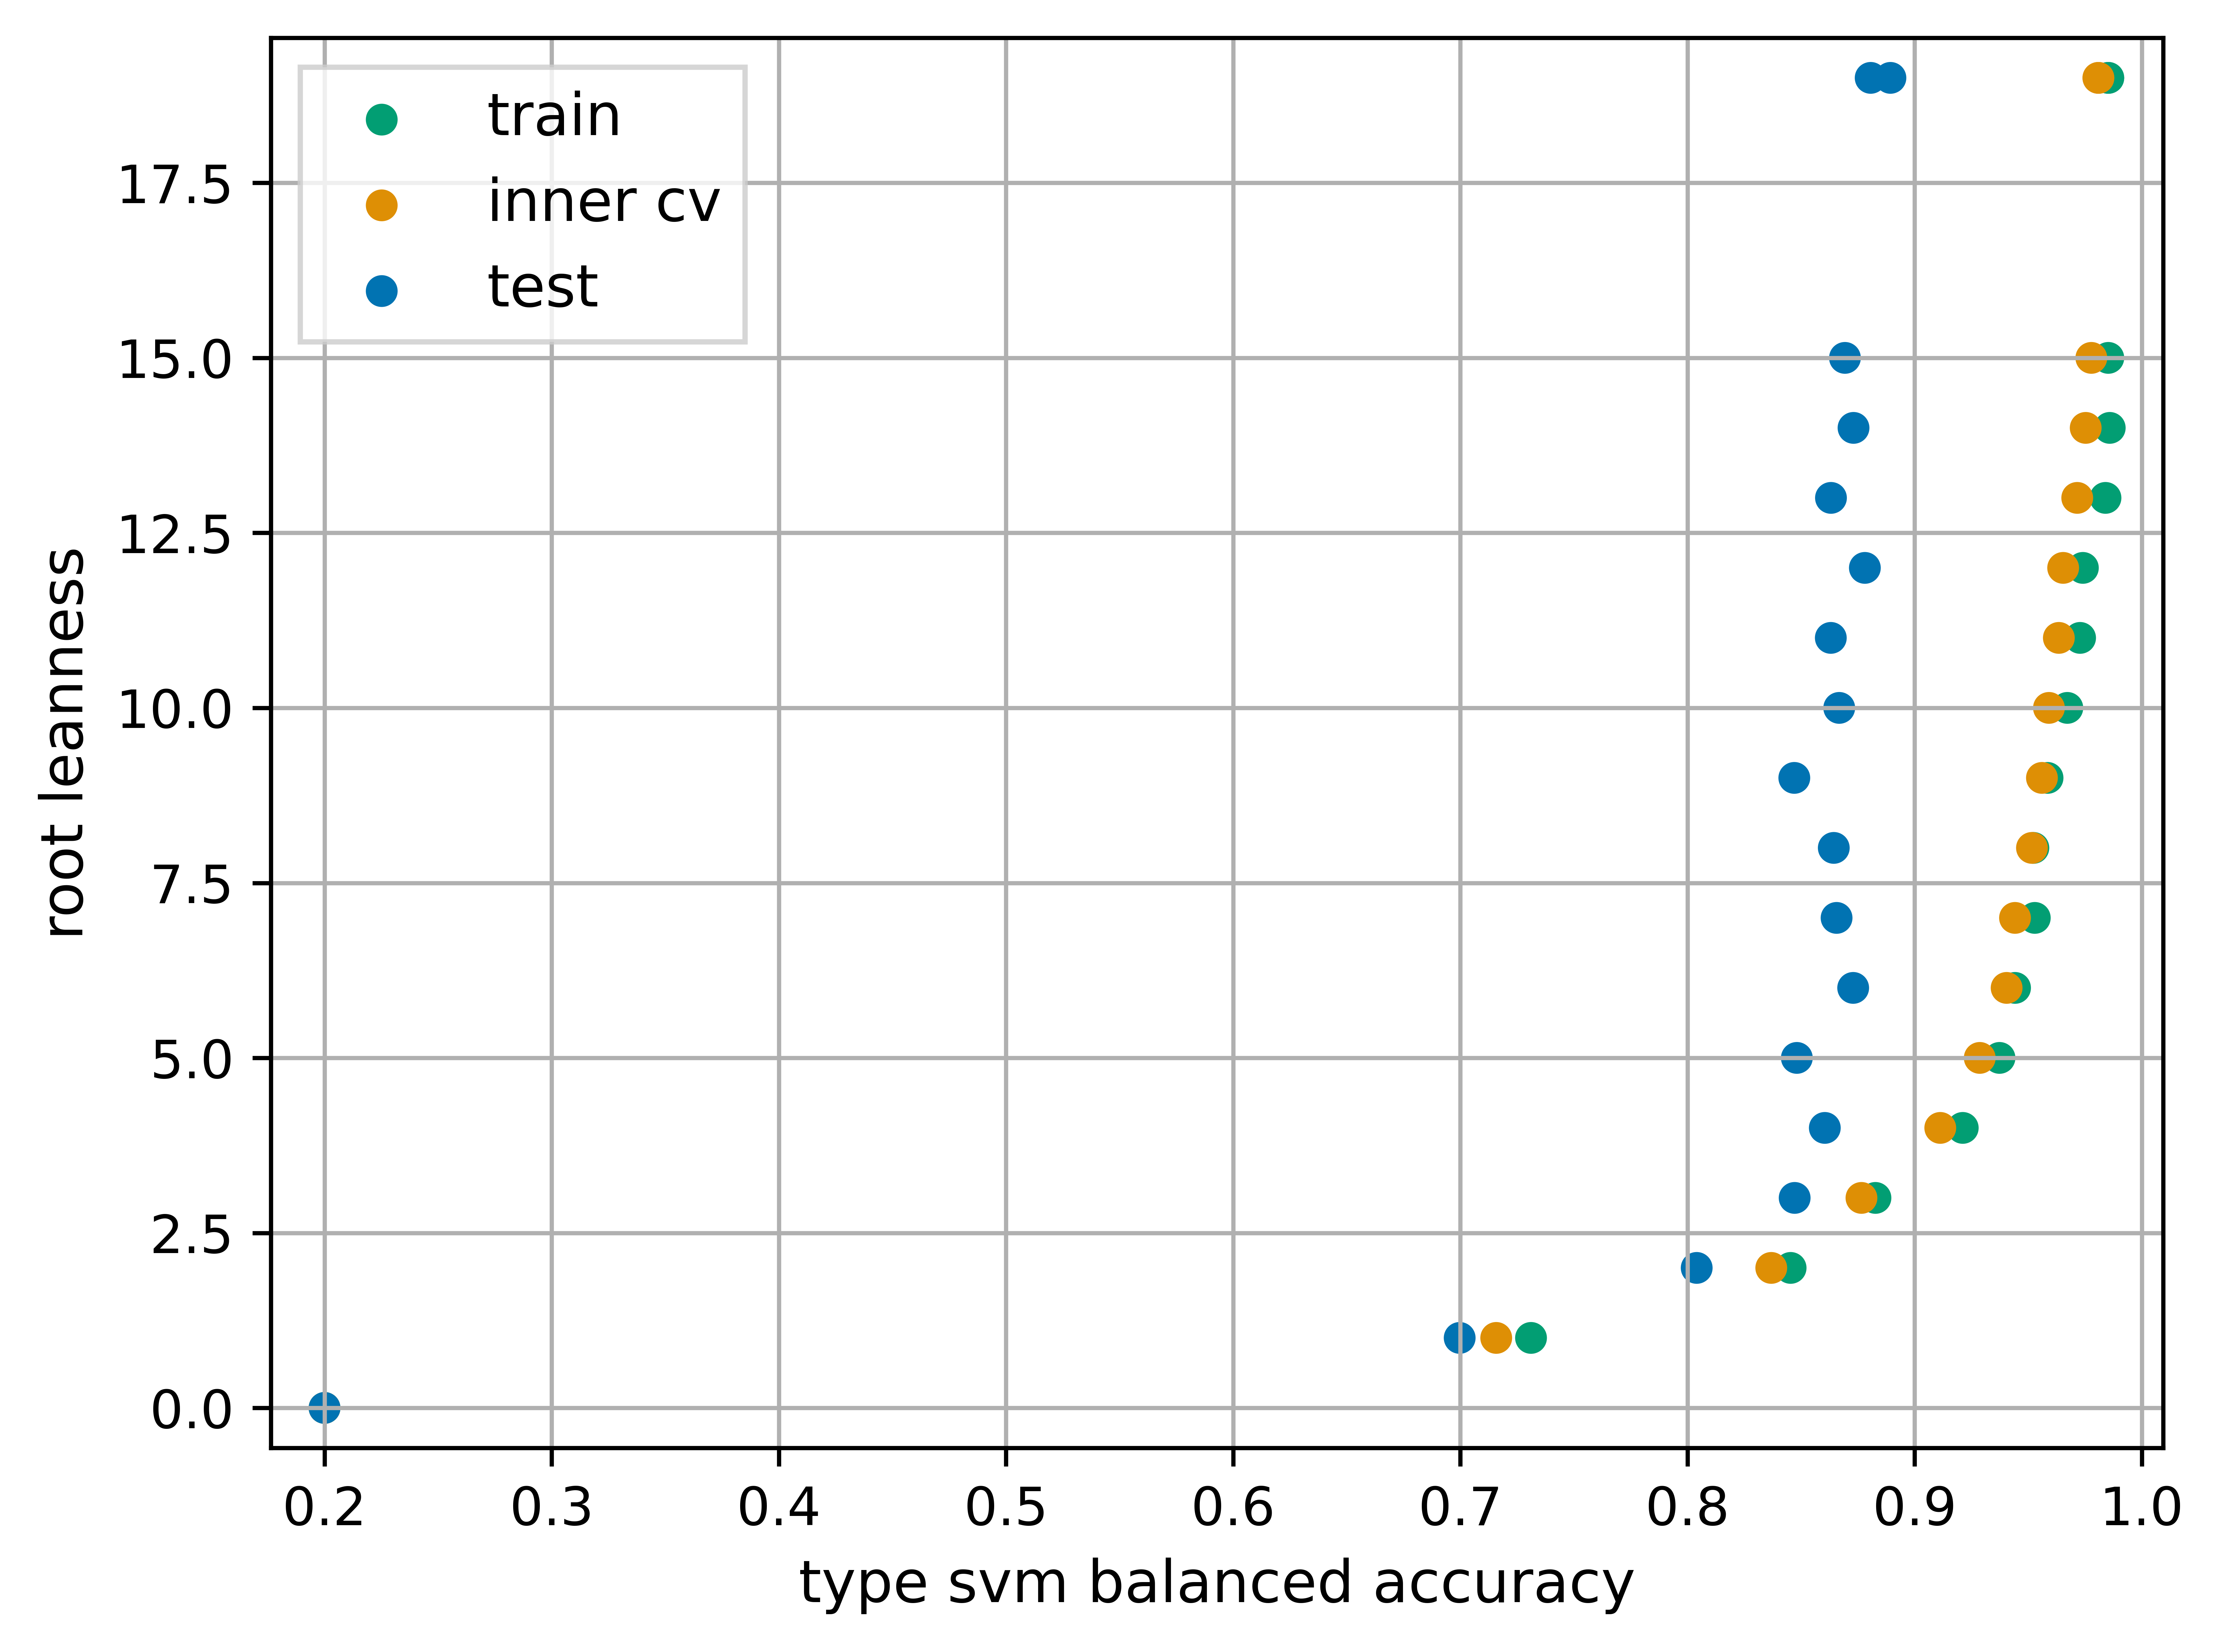 train
inner cv
test
17.5
15.0
12.5
10.0
7.5
5.0
2.5
0.0
root leanness
0.2 0.3 0.4 0.5 0.6 0.7 0.8 0.9 1.0
type svm balanced accuracy